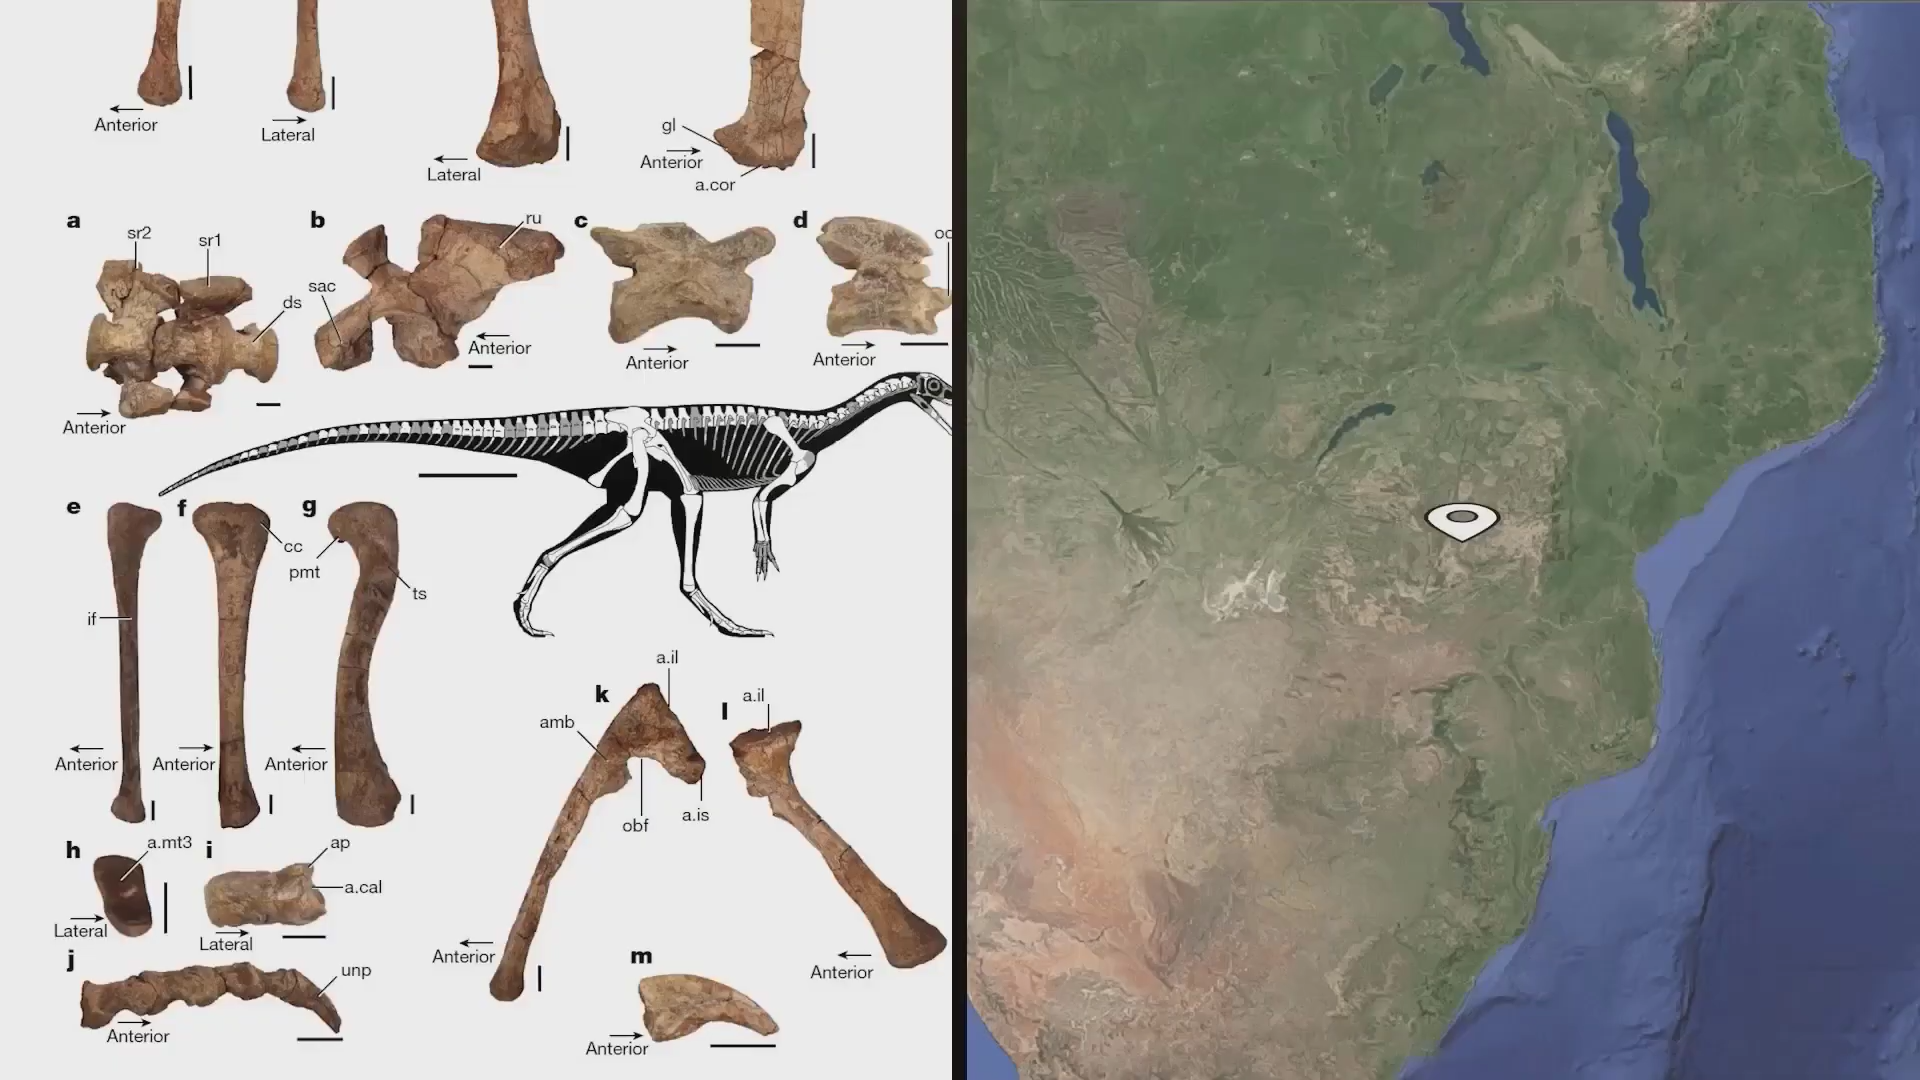 Anterior
Lateral
Lateral
gl
Anterior
a.cor
a
sr2
sr1
ds
Anterior
b
ru
sac
Anterior
c
Anterior
d
oc
Anterior
e
if
Anterior
f
cc
Anterior
g
pmt
ts
Anterior
h
a.mt3
Lateral
i
ap
a.cal
Lateral
j
unp
Anterior
k
a.il
amb
obf
a.is
Anterior
l
a.il
Anterior
m
Anterior